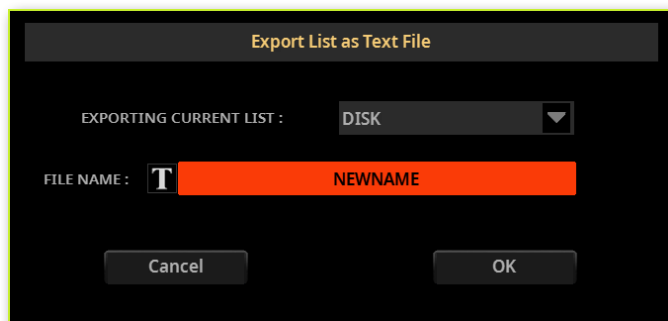 Export List as Text File
EXPORTING CURRENT LIST : DISK
FILE NAME : T NEWNAME
Cancel OK